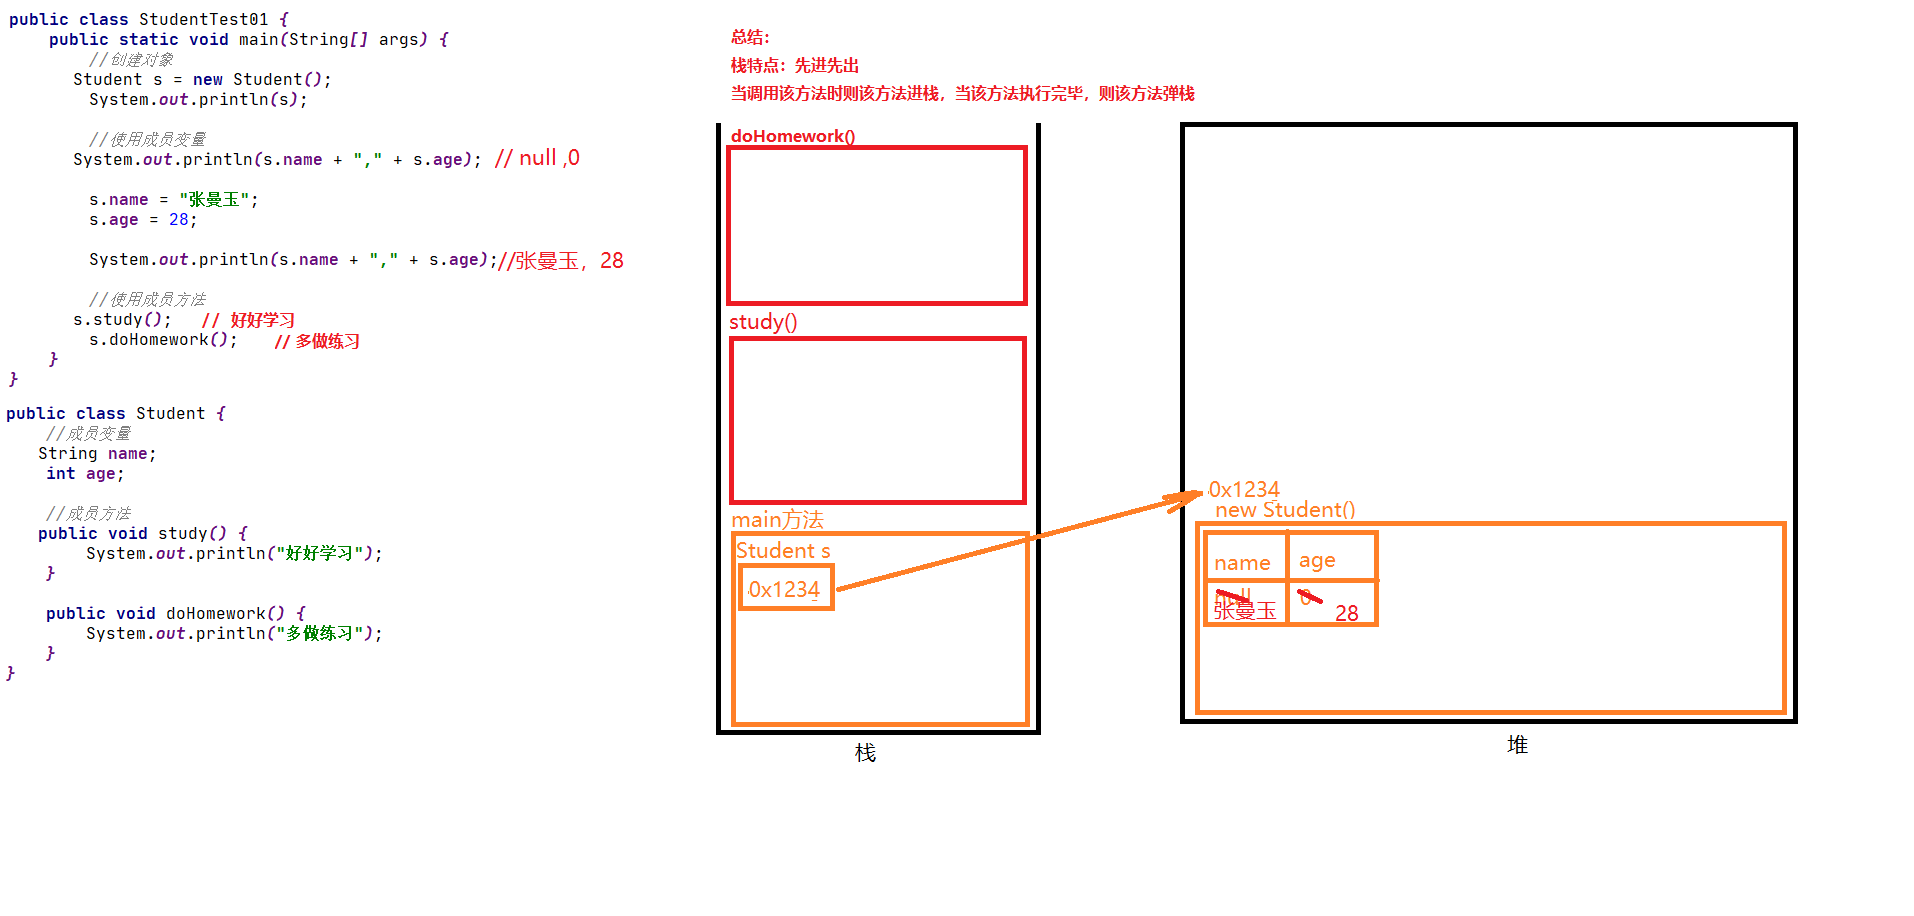 public class StudentTest01 {
public static void main(String[] args) {
//创建对象
Student s = new Student();
System.out.println(s);
//使用成员变量
System.out.println(s.name + "," + s.age); // null ,0
s.name = "张曼玉";
s.age = 28;
System.out.println(s.name + "," + s.age);//张曼玉，28
//使用成员方法
s.study(); // 好好学习
s.doHomework(); // 多做练习
}
}
public class Student {
//成员变量
String name;
int age;
//成员方法
public void study() {
System.out.println("好好学习");
}
public void doHomework() {
System.out.println("多做练习");
}
}
总结：
栈特点：先进先出
当调用该方法时则该方法进栈，当该方法执行完毕，则该方法弹栈
doHomework()
study()
main方法
Student s
0x1234
栈
0x1234
new Student()
name age
null 0
张曼玉 28
堆